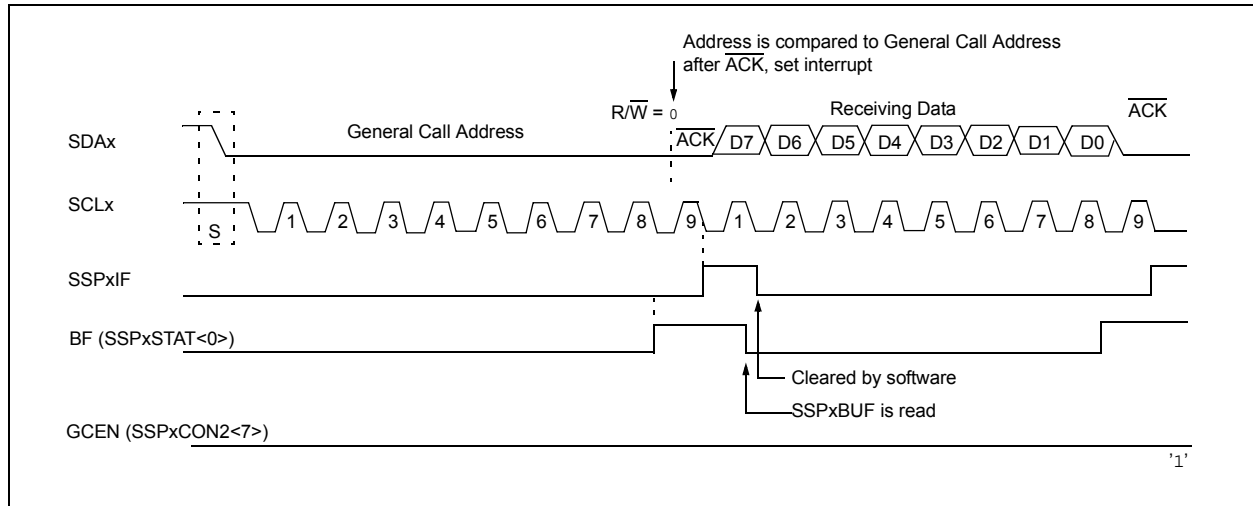 Address is compared to General Call Address
after ACK, set interrupt
R/W = 0
Receiving Data
ACK
SDAx
General Call Address
ACK
D7 D6 D5 D4 D3 D2 D1 D0
SCLx
S
1 2 3 4 5 6 7 8 9 1 2 3 4 5 6 7 8 9
SSPxIF
BF (SSPxSTAT<0>)
Cleared by software
SSPxBUF is read
GCEN (SSPxCON2<7>)
'1'